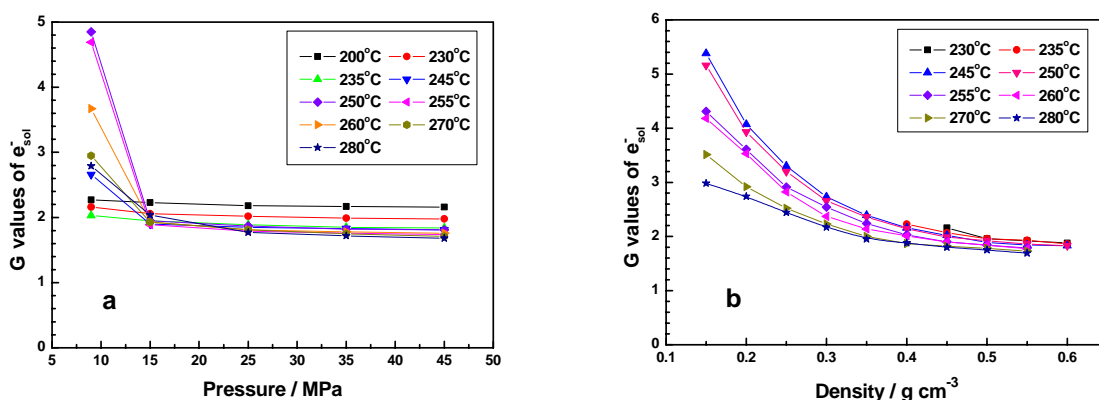 G values of e⁻sol
5
4
3
2
1
0
200°C 230°C
235°C 245°C
250°C 255°C
260°C 270°C
280°C
a
5 10 15 20 25 30 35 40 45 50
Pressure / MPa
G values of e⁻sol
6
5
4
3
2
1
0
230°C 235°C
245°C 250°C
255°C 260°C
270°C 280°C
b
0.1 0.2 0.3 0.4 0.5 0.6
Density / g cm⁻³